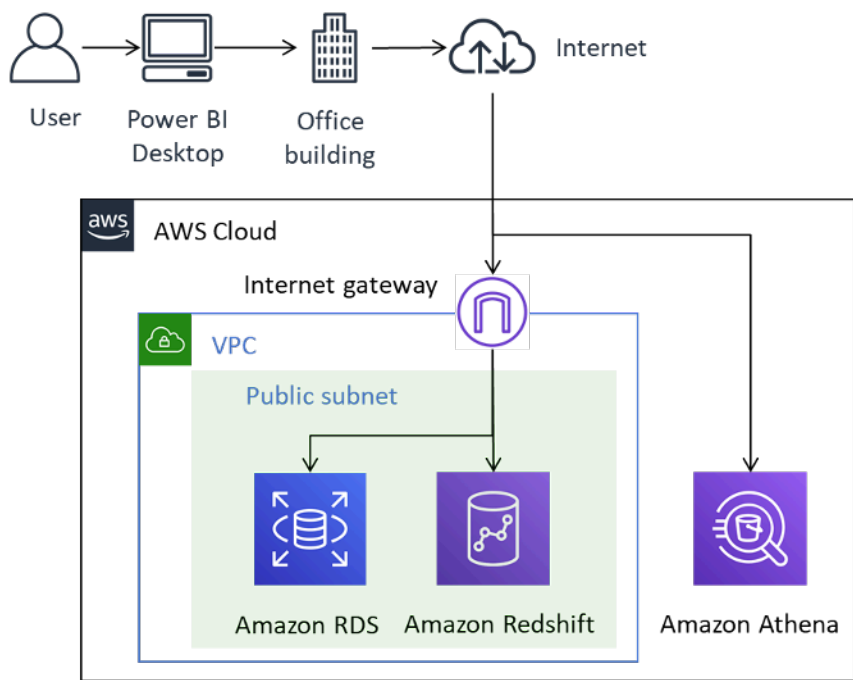 User
Power BI
Desktop
Office
building
Internet
aws
AWS Cloud
Internet gateway
VPC
Public subnet
Amazon RDS
Amazon Redshift
Amazon Athena